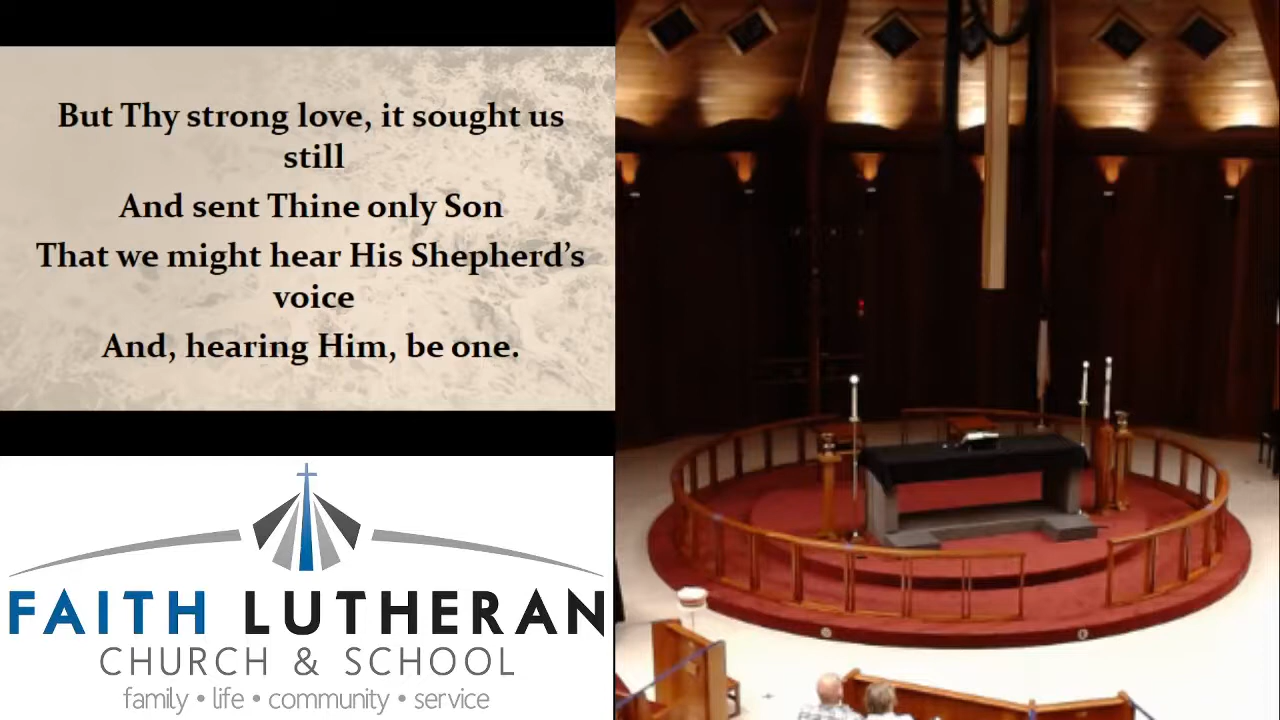 But Thy strong love, it sought us
still
And sent Thine only Son
That we might hear His Shepherd’s
voice
And, hearing Him, be one.
FAITH LUTHERAN
CHURCH & SCHOOL
family • life • community • service